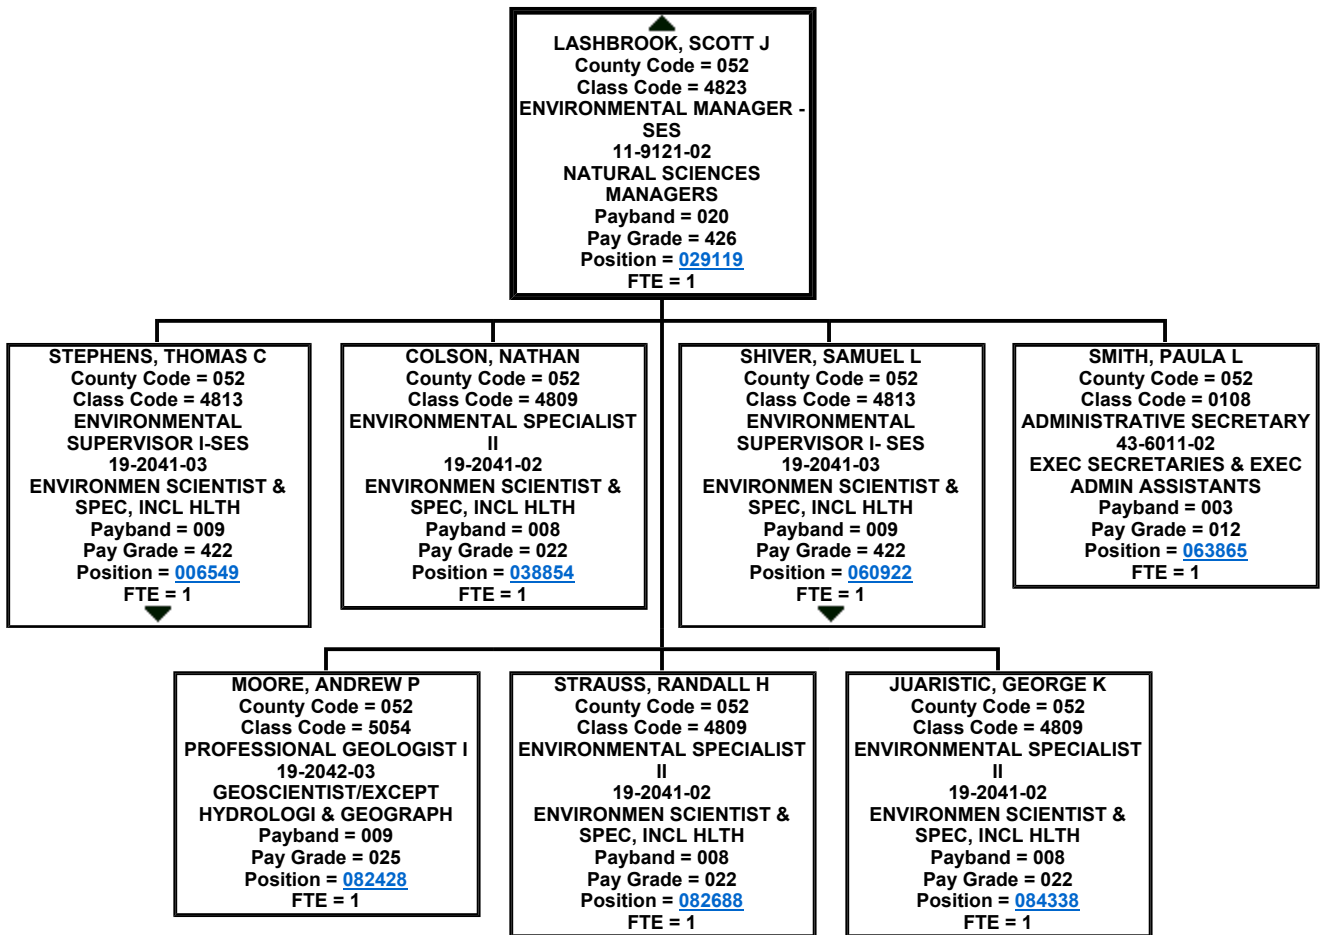 LASHBROOK, SCOTT J
County Code = 052
Class Code = 4823
ENVIRONMENTAL MANAGER -
SES
11-9121-02
NATURAL SCIENCES
MANAGERS
Payband = 020
Pay Grade = 426
Position = 029119
FTE = 1
STEPHENS, THOMAS C
County Code = 052
Class Code = 4813
ENVIRONMENTAL
SUPERVISOR I-SES
19-2041-03
ENVIRONMEN SCIENTIST &
SPEC, INCL HLTH
Payband = 009
Pay Grade = 422
Position = 006549
FTE = 1
COLSON, NATHAN
County Code = 052
Class Code = 4809
ENVIRONMENTAL SPECIALIST
II
19-2041-02
ENVIRONMEN SCIENTIST &
SPEC, INCL HLTH
Payband = 008
Pay Grade = 022
Position = 038854
FTE = 1
SHIVER, SAMUEL L
County Code = 052
Class Code = 4813
ENVIRONMENTAL
SUPERVISOR I- SES
19-2041-03
ENVIRONMEN SCIENTIST &
SPEC, INCL HLTH
Payband = 009
Pay Grade = 422
Position = 060922
FTE = 1
SMITH, PAULA L
County Code = 052
Class Code = 0108
ADMINISTRATIVE SECRETARY
43-6011-02
EXEC SECRETARIES & EXEC
ADMIN ASSISTANTS
Payband = 003
Pay Grade = 012
Position = 063865
FTE = 1
MOORE, ANDREW P
County Code = 052
Class Code = 5054
PROFESSIONAL GEOLOGIST I
19-2042-03
GEOSCIENTIST/EXCEPT
HYDROLOGI & GEOGRAPH
Payband = 009
Pay Grade = 025
Position = 082428
FTE = 1
STRAUSS, RANDALL H
County Code = 052
Class Code = 4809
ENVIRONMENTAL SPECIALIST
II
19-2041-02
ENVIRONMEN SCIENTIST &
SPEC, INCL HLTH
Payband = 008
Pay Grade = 022
Position = 082688
FTE = 1
JUARISTIC, GEORGE K
County Code = 052
Class Code = 4809
ENVIRONMENTAL SPECIALIST
II
19-2041-02
ENVIRONMEN SCIENTIST &
SPEC, INCL HLTH
Payband = 008
Pay Grade = 022
Position = 084338
FTE = 1